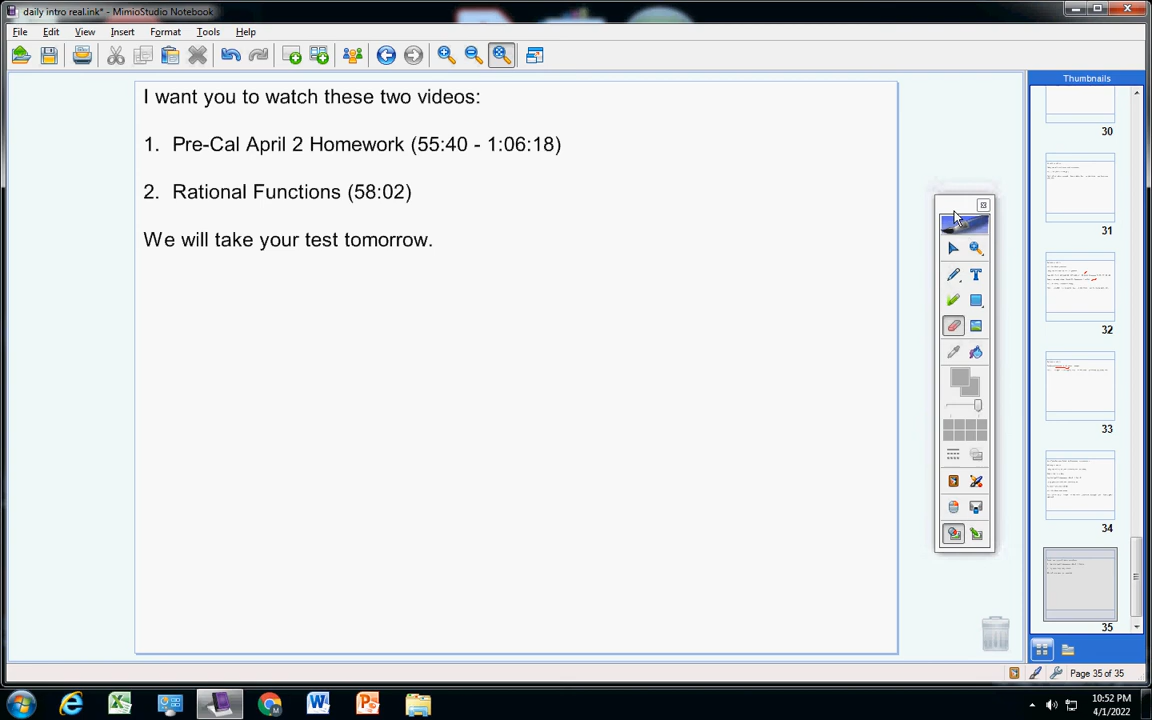 daily intro real.ink* - MimioStudio Notebook
File Edit View Insert Format Tools Help
I want you to watch these two videos:
1. Pre-Cal April 2 Homework (55:40 - 1:06:18)
2. Rational Functions (58:02)
We will take your test tomorrow.
Thumbnails
30
31
32
33
34
35
Page 35 of 35
10:52 PM
4/1/2022